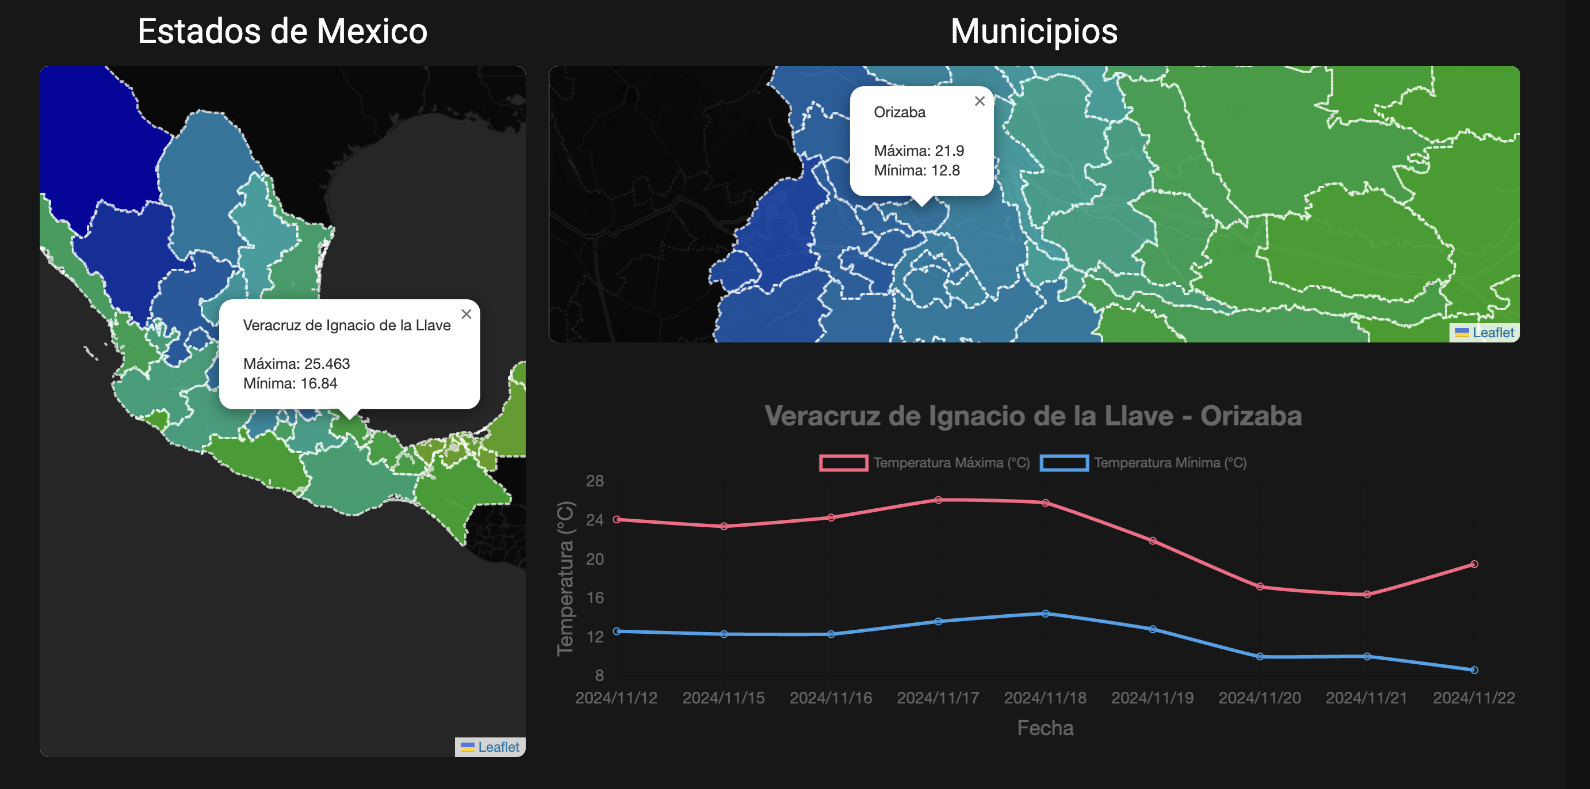 Estados de Mexico
Municipios
Veracruz de Ignacio de la Llave
×
Máxima: 25.463
Mínima: 16.84
Leaflet
Orizaba
×
Máxima: 21.9
Mínima: 12.8
Leaflet
Veracruz de Ignacio de la Llave - Orizaba
Temperatura Máxima (°C) Temperatura Mínima (°C)
Temperatura (°C)
28
24
20
16
12
8
2024/11/12 2024/11/15 2024/11/16 2024/11/17 2024/11/18 2024/11/19 2024/11/20 2024/11/21 2024/11/22
Fecha